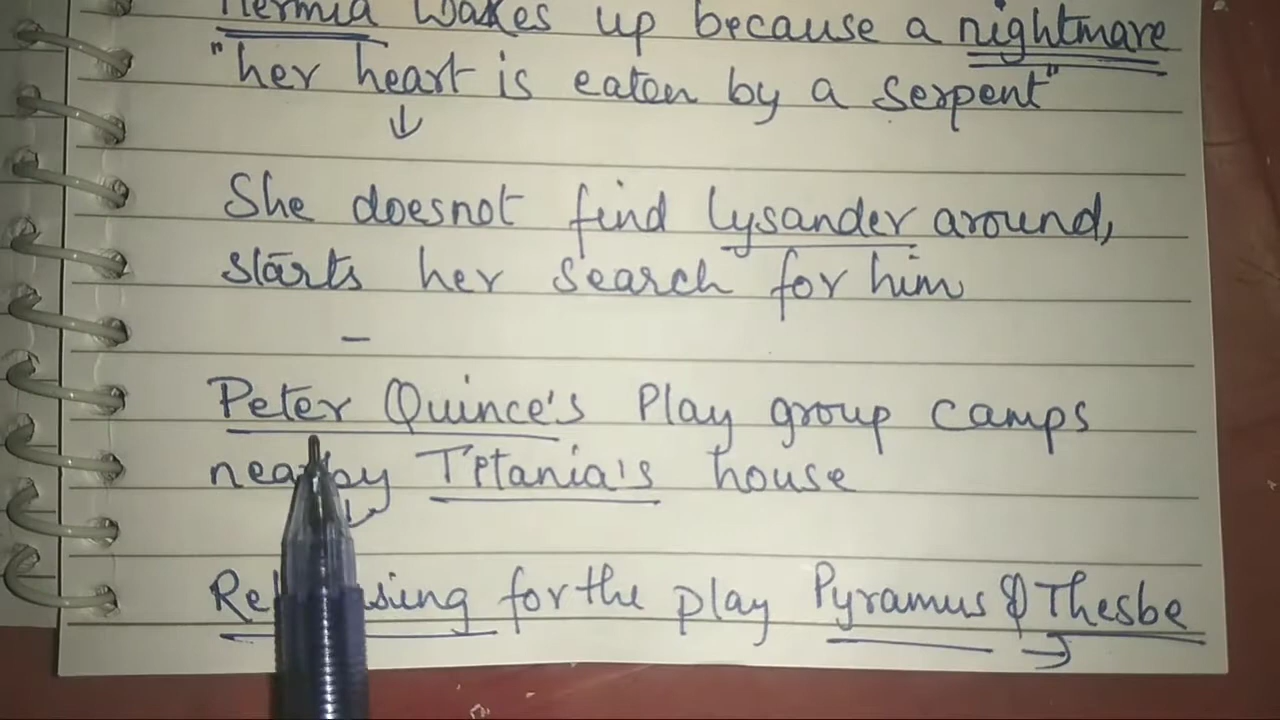 Hermia wakes up because a nightmare
"her heart is eaten by a serpent"
↓
She doesnot find lysander around,
starts her search for him
–
Peter Quince's Play group camps
nearby Titania's house
for the play Pyramus & Thesbe